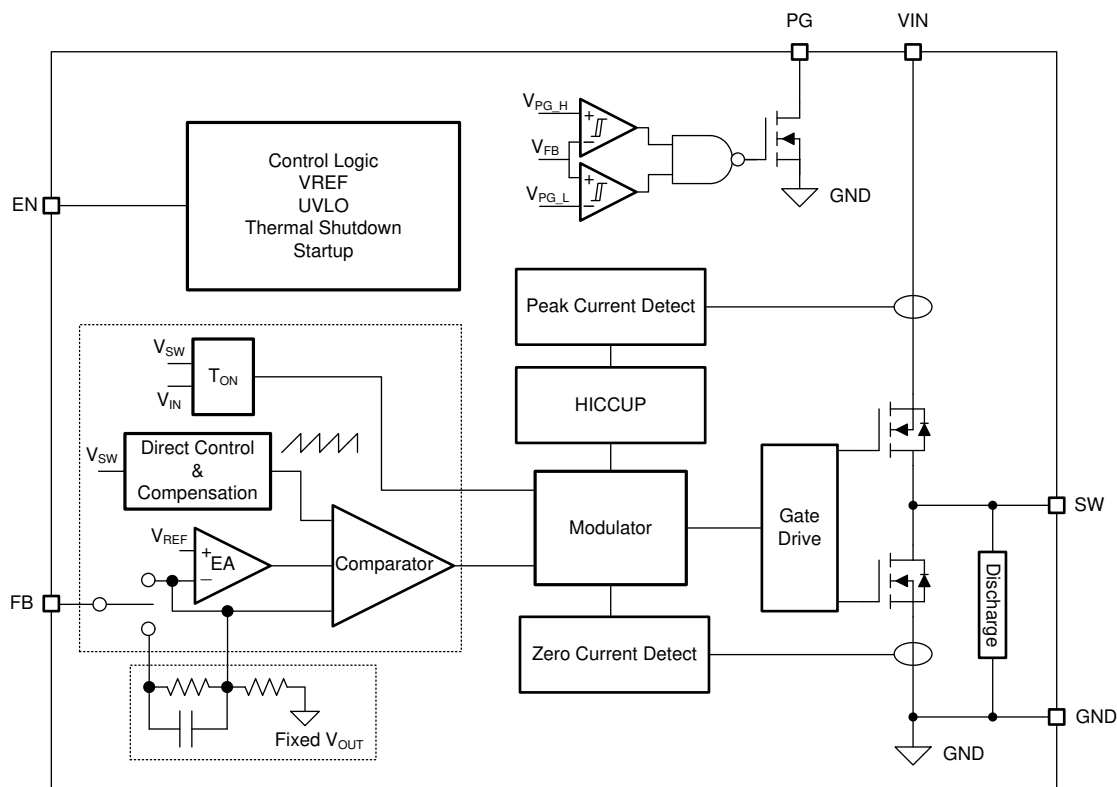 PG
VIN
V_PG_H
+
−
V_FB
+
V_PG_L
−
GND
Control Logic
VREF
UVLO
Thermal Shutdown
Startup
EN
Peak Current Detect
V_SW
T_ON
V_IN
HICCUP
V_SW
Direct Control
&
Compensation
Modulator
Gate
Drive
SW
V_REF
+
EA
−
Comparator
FB
Discharge
Zero Current Detect
Fixed V_OUT
GND
GND